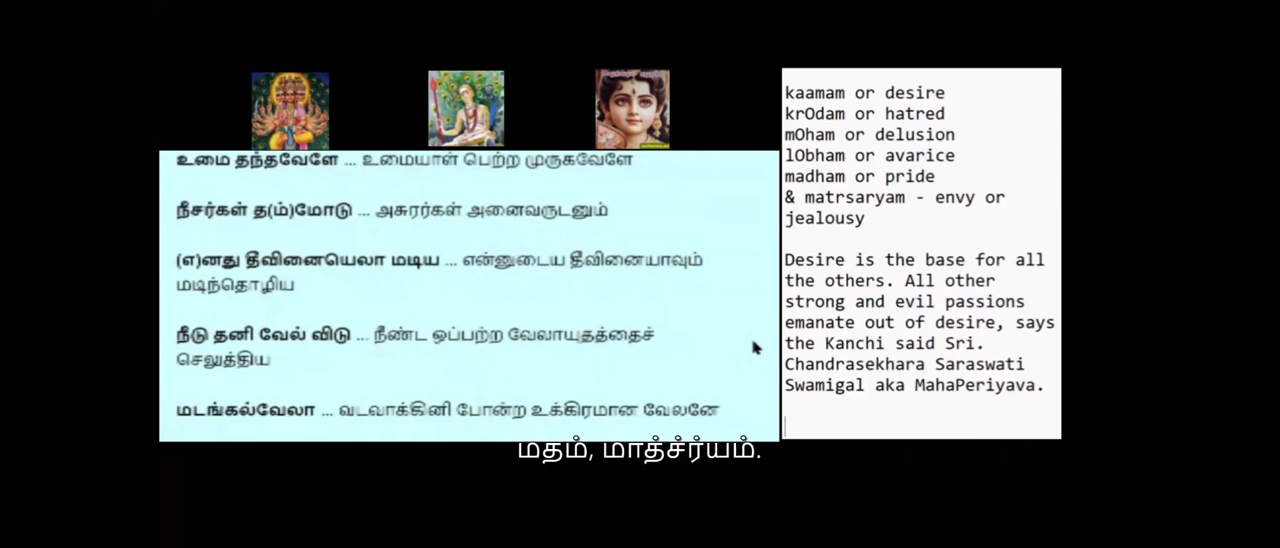 உமை தந்தவேளே ... உமையாள் பெற்ற முருகவேளே
நீசர்கள் த(ம்)மோடு ... அசுரர்கள் அனைவருடனும்
(எ)னது தீவினையெலா மடிய ... என்னுடைய தீவினையாவும்
மடிந்தொழிய
நீடு தனி வேல் விடு ... நீண்ட ஒப்பற்ற வேலாயுதத்தைச்
செலுத்திய
மடங்கல்வேலா ... வடவாக்கினி போன்ற உக்கிரமான வேலனே
kaamam or desire
krOdam or hatred
mOham or delusion
lObham or avarice
madham or pride
& matrsaryam - envy or
jealousy
Desire is the base for all
the others. All other
strong and evil passions
emanate out of desire, says
the Kanchi said Sri.
Chandrasekhara Saraswati
Swamigal aka MahaPeriyava.
மதம், மாத்ச்ர்யம்.